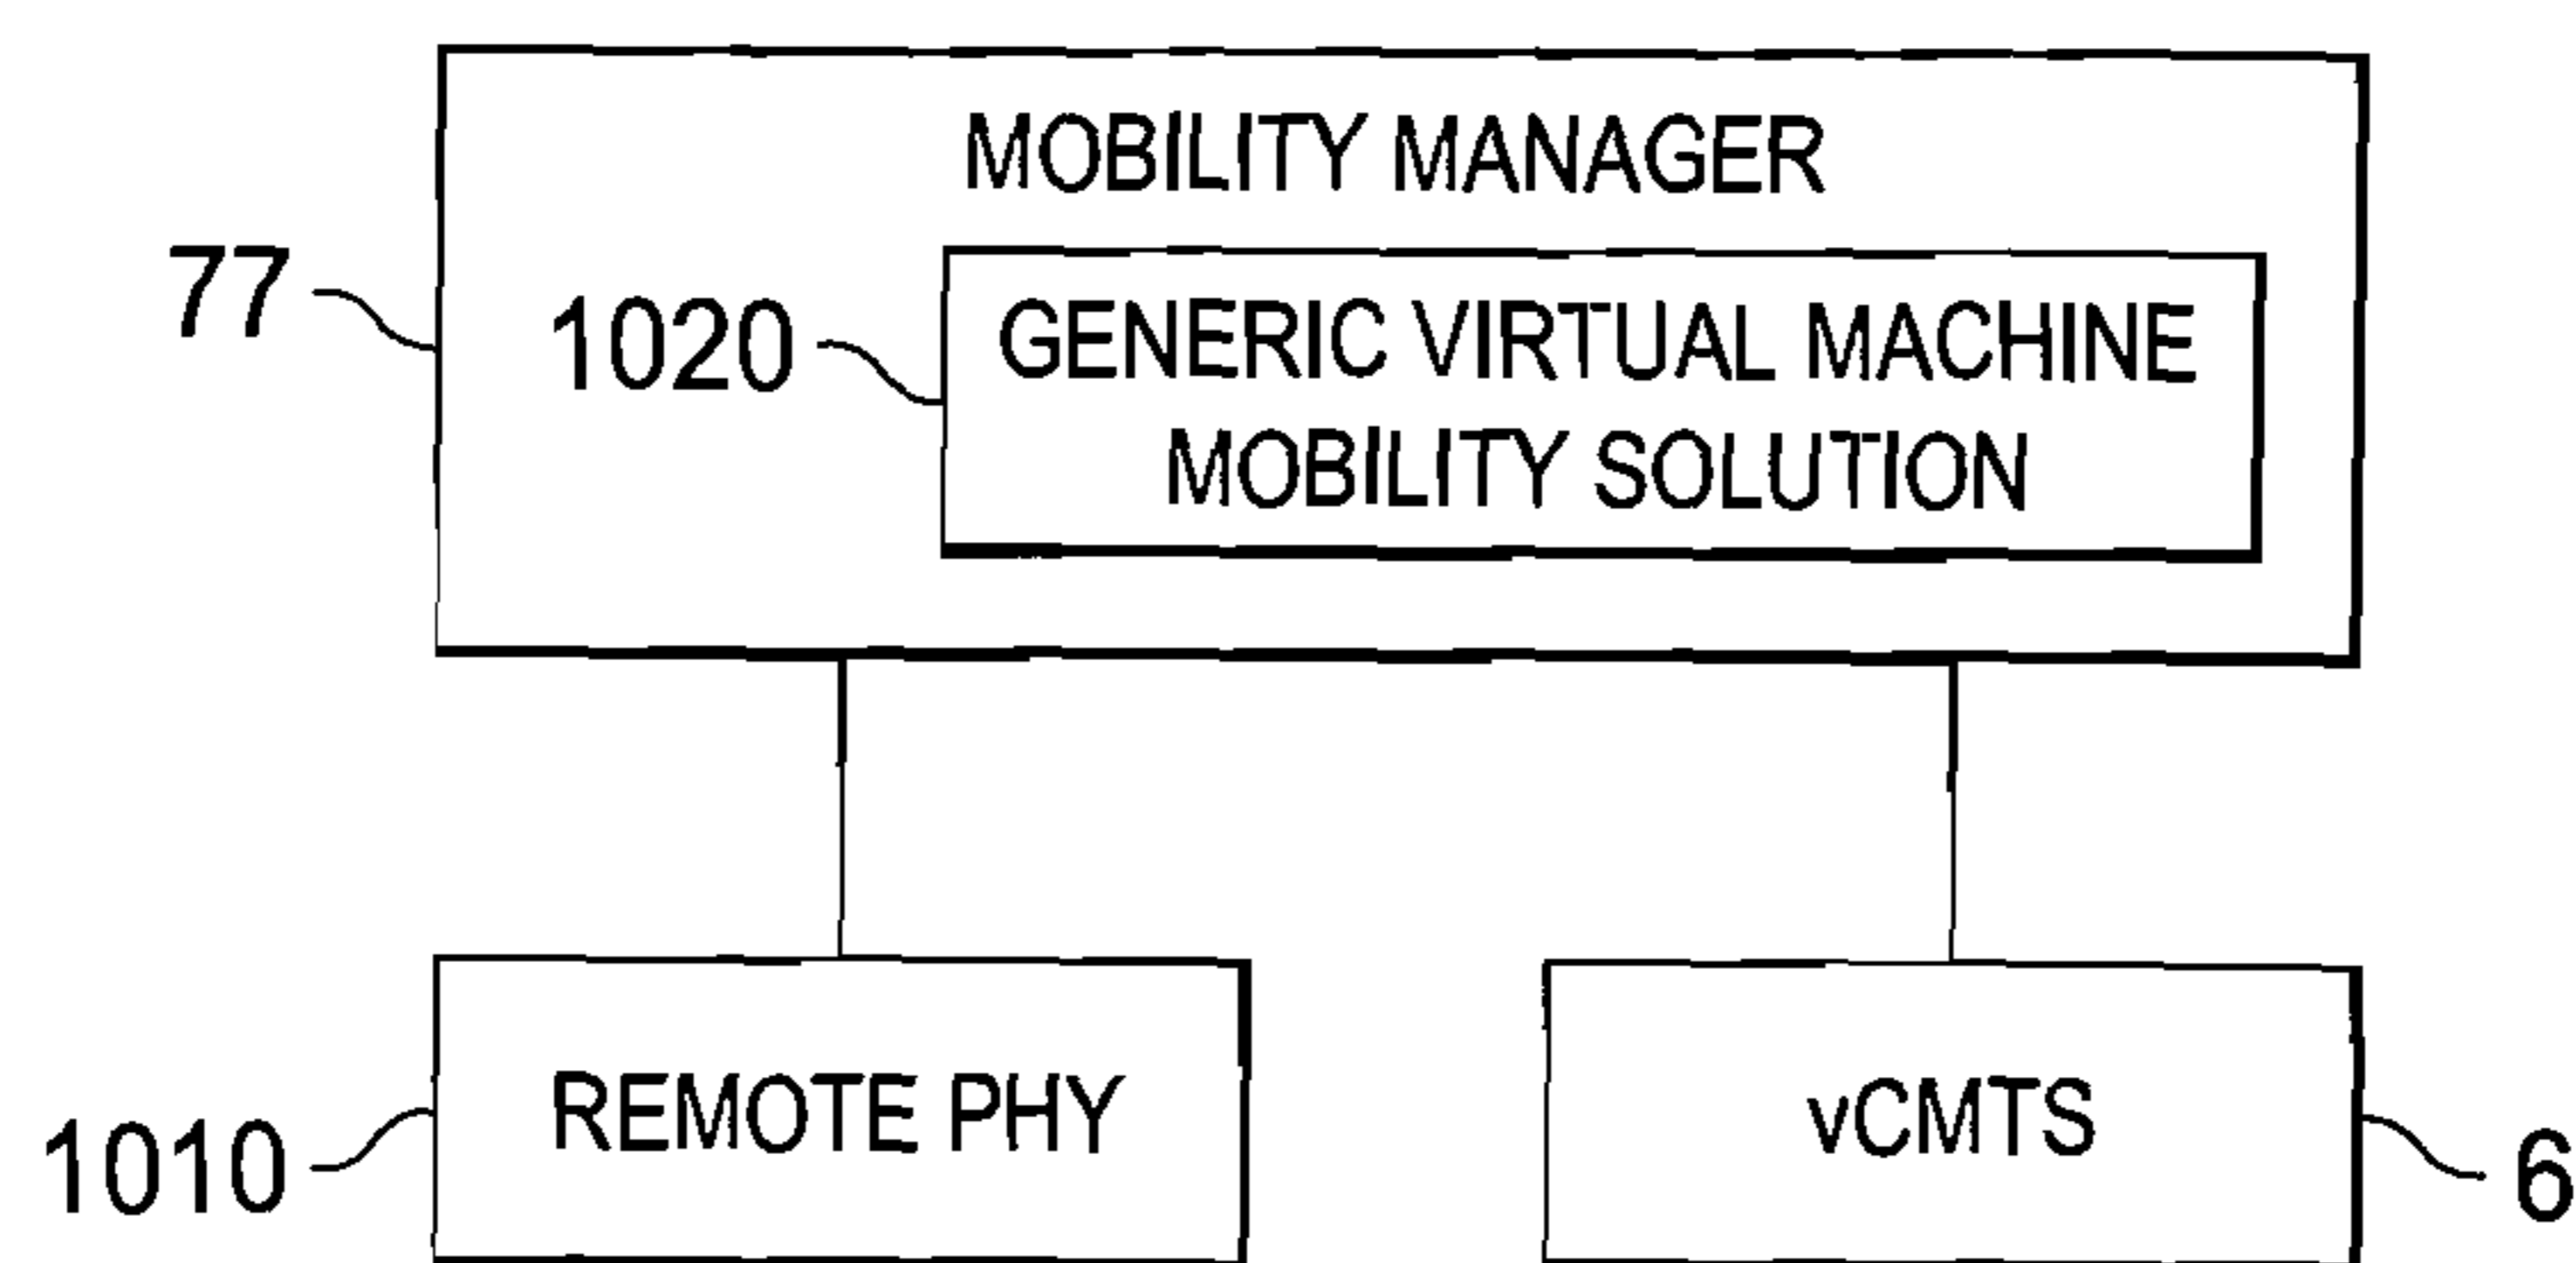 MOBILITY MANAGER
77
1020
GENERIC VIRTUAL MACHINE
MOBILITY SOLUTION
REMOTE PHY
1010
vCMTS
6